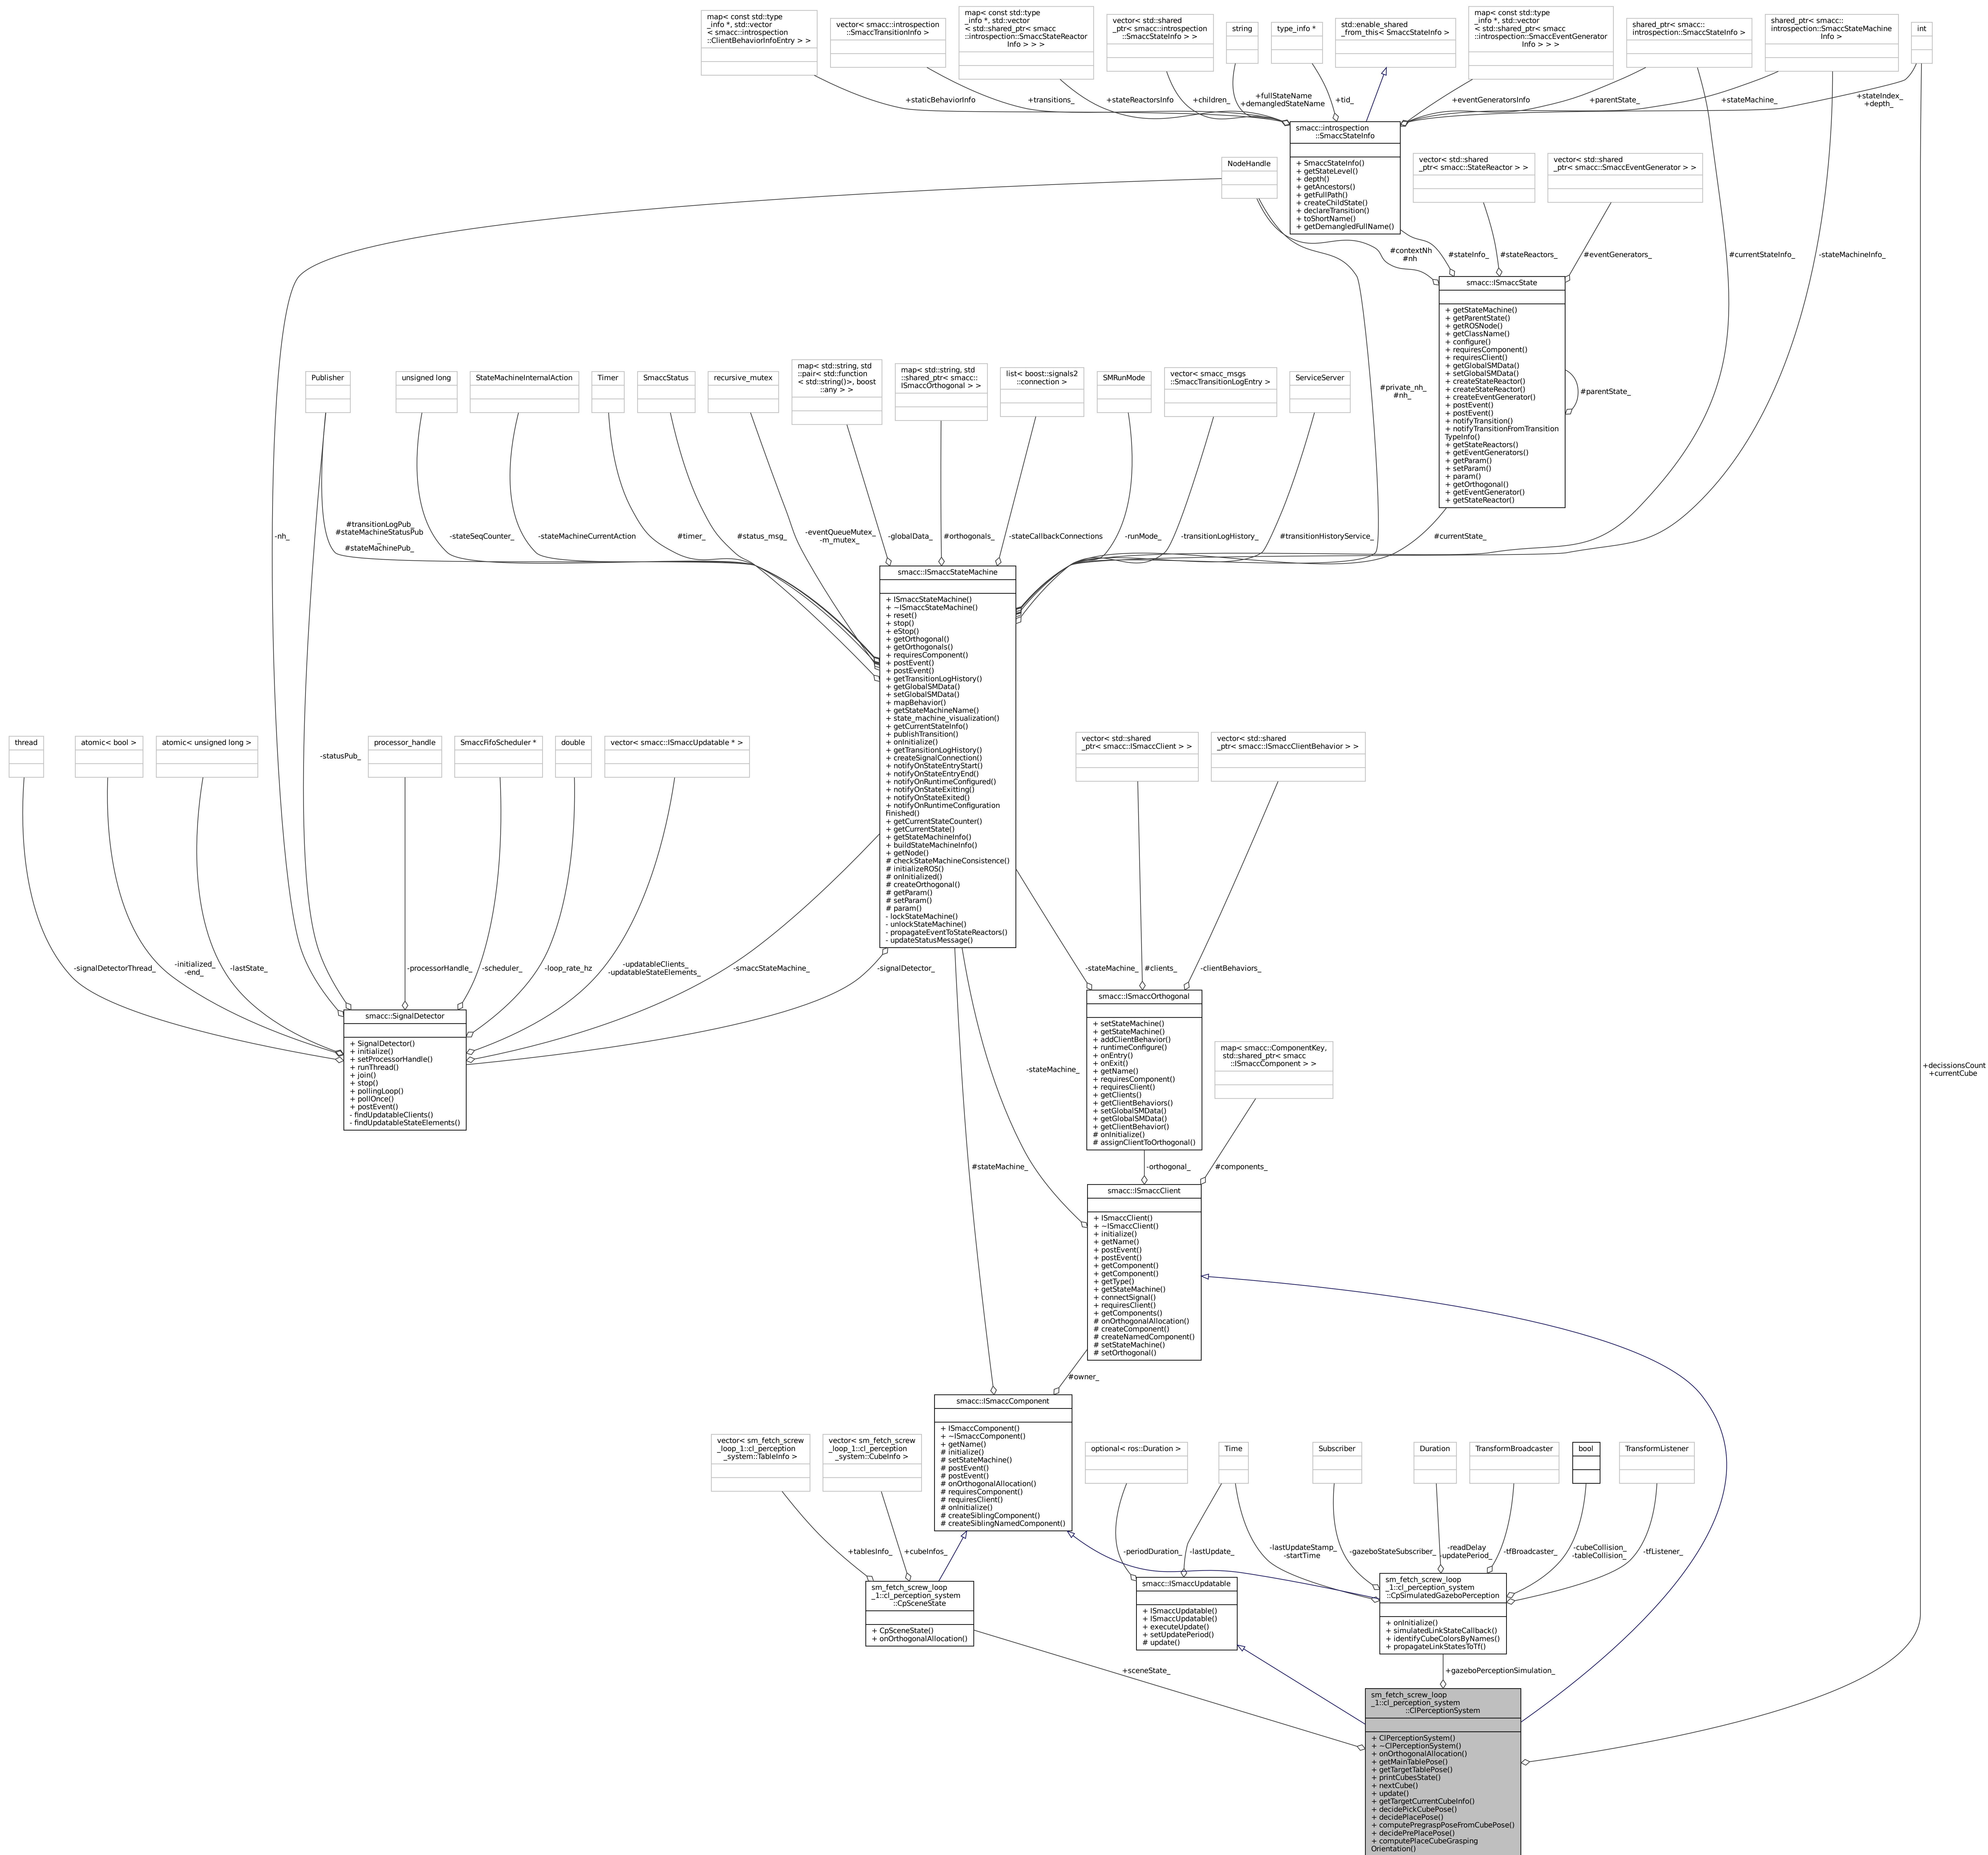 map< const std::type
_info *, std::vector
< smacc::introspection
::ClientBehaviorInfoEntry > >
vector< smacc::introspection
::SmaccTransitionInfo >
map< const std::type
_info *, std::vector
< std::shared_ptr< smacc
::introspection::SmaccStateReactor
Info > > >
vector< std::shared
_ptr< smacc::introspection
::SmaccStateInfo > >
string
type_info *
std::enable_shared
_from_this< SmaccStateInfo >
map< const std::type
_info *, std::vector
< std::shared_ptr< smacc
::introspection::SmaccEventGenerator
Info > > >
shared_ptr< smacc::
introspection::SmaccStateInfo >
shared_ptr< smacc::
introspection::SmaccStateMachine
Info >
int
+staticBehaviorInfo
+transitions_
+stateReactorsInfo
+children_
+fullStateName
+demangledStateName
+tid_
+eventGeneratorsInfo
+parentState_
+stateMachine_
+stateIndex_
+depth_
smacc::introspection
::SmaccStateInfo
+ SmaccStateInfo()
+ getStateLevel()
+ depth()
+ getAncestors()
+ getFullPath()
+ createChildState()
+ declareTransition()
+ toShortName()
+ getDemangledFullName()
NodeHandle
vector< std::shared
_ptr< smacc::StateReactor > >
vector< std::shared
_ptr< smacc::SmaccEventGenerator > >
#contextNh
#nh
#stateInfo_
#stateReactors_
#eventGenerators_
#currentStateInfo_
-stateMachineInfo_
smacc::ISmaccState
+ getStateMachine()
+ getParentState()
+ getROSNode()
+ getClassName()
+ configure()
+ requiresComponent()
+ requiresClient()
+ getGlobalSMData()
+ setGlobalSMData()
+ createStateReactor()
+ createStateReactor()
+ createEventGenerator()
+ postEvent()
+ postEvent()
+ notifyTransition()
+ notifyTransitionFromTransition
TypeInfo()
+ getStateReactors()
+ getEventGenerators()
+ getParam()
+ setParam()
+ param()
+ getOrthogonal()
+ getEventGenerator()
+ getStateReactor()
#parentState_
Publisher
unsigned long
StateMachineInternalAction
Timer
SmaccStatus
recursive_mutex
map< std::string, std
::pair< std::function
< std::string()>, boost
::any > >
map< std::string, std
::shared_ptr< smacc::
ISmaccOrthogonal > >
list< boost::signals2
::connection >
SMRunMode
vector< smacc_msgs
::SmaccTransitionLogEntry >
ServiceServer
#private_nh_
#nh_
-nh_
#transitionLogPub_
#stateMachineStatusPub
_
#stateMachinePub_
-stateSeqCounter_
-stateMachineCurrentAction
#timer_
#status_msg_
-eventQueueMutex_
-m_mutex_
-globalData_
#orthogonals_
-stateCallbackConnections
-runMode_
-transitionLogHistory_
#transitionHistoryService_
#currentState_
smacc::ISmaccStateMachine
+ ISmaccStateMachine()
+ ~ISmaccStateMachine()
+ reset()
+ stop()
+ eStop()
+ getOrthogonal()
+ getOrthogonals()
+ requiresComponent()
+ postEvent()
+ postEvent()
+ getTransitionLogHistory()
+ getGlobalSMData()
+ setGlobalSMData()
+ mapBehavior()
+ getStateMachineName()
+ state_machine_visualization()
+ getCurrentStateInfo()
+ publishTransition()
+ onInitialize()
+ getTransitionLogHistory()
+ createSignalConnection()
+ notifyOnStateEntryStart()
+ notifyOnStateEntryEnd()
+ notifyOnRuntimeConfigured()
+ notifyOnStateExitting()
+ notifyOnStateExited()
+ notifyOnRuntimeConfiguration
Finished()
+ getCurrentStateCounter()
+ getCurrentState()
+ getStateMachineInfo()
+ buildStateMachineInfo()
+ getNode()
# checkStateMachineConsistence()
# initializeROS()
# onInitialized()
# createOrthogonal()
# getParam()
# setParam()
# param()
- lockStateMachine()
- unlockStateMachine()
- propagateEventToStateReactors()
- updateStatusMessage()
thread
atomic< bool >
atomic< unsigned long >
-statusPub_
processor_handle
SmaccFifoScheduler *
double
vector< smacc::ISmaccUpdatable * >
vector< std::shared
_ptr< smacc::ISmaccClient > >
vector< std::shared
_ptr< smacc::ISmaccClientBehavior > >
-signalDetectorThread_
-initialized_
-end_
-lastState_
-processorHandle_
-scheduler_
-loop_rate_hz
-updatableClients_
-updatableStateElements_
-smaccStateMachine_
-signalDetector_
-stateMachine_
#clients_
-clientBehaviors_
smacc::SignalDetector
+ SignalDetector()
+ initialize()
+ setProcessorHandle()
+ runThread()
+ join()
+ stop()
+ pollingLoop()
+ pollOnce()
+ postEvent()
- findUpdatableClients()
- findUpdatableStateElements()
smacc::ISmaccOrthogonal
+ setStateMachine()
+ getStateMachine()
+ addClientBehavior()
+ runtimeConfigure()
+ onEntry()
+ onExit()
+ getName()
+ requiresComponent()
+ requiresClient()
+ getClients()
+ getClientBehaviors()
+ setGlobalSMData()
+ getGlobalSMData()
+ getClientBehavior()
# onInitialize()
# assignClientToOrthogonal()
map< smacc::ComponentKey,
std::shared_ptr< smacc
::ISmaccComponent > >
-stateMachine_
+decissionsCount
+currentCube
#stateMachine_
-orthogonal_
#components_
smacc::ISmaccClient
+ ISmaccClient()
+ ~ISmaccClient()
+ initialize()
+ getName()
+ postEvent()
+ postEvent()
+ getComponent()
+ getComponent()
+ getType()
+ getStateMachine()
+ connectSignal()
+ requiresClient()
+ getComponents()
# onOrthogonalAllocation()
# createComponent()
# createNamedComponent()
# setStateMachine()
# setOrthogonal()
#owner_
smacc::ISmaccComponent
+ ISmaccComponent()
+ ~ISmaccComponent()
+ getName()
# initialize()
# setStateMachine()
# postEvent()
# postEvent()
# onOrthogonalAllocation()
# requiresComponent()
# requiresClient()
# onInitialize()
# createSiblingComponent()
# createSiblingNamedComponent()
vector< sm_fetch_screw
_loop_1::cl_perception
_system::TableInfo >
vector< sm_fetch_screw
_loop_1::cl_perception
_system::CubeInfo >
optional< ros::Duration >
Time
Subscriber
Duration
TransformBroadcaster
bool
TransformListener
+tablesInfo_
+cubeInfos_
-periodDuration_
-lastUpdate_
-lastUpdateStamp_
-startTime
-gazeboStateSubscriber_
-readDelay
-updatePeriod_
-tfBroadcaster_
-cubeCollision_
-tableCollision_
-tfListener_
sm_fetch_screw_loop
_1::cl_perception_system
::CpSceneState
+ CpSceneState()
+ onOrthogonalAllocation()
smacc::ISmaccUpdatable
+ ISmaccUpdatable()
+ ISmaccUpdatable()
+ executeUpdate()
+ setUpdatePeriod()
# update()
sm_fetch_screw_loop
_1::cl_perception_system
::CpSimulatedGazeboPerception
+ onInitialize()
+ simulatedLinkStateCallback()
+ identifyCubeColorsByNames()
+ propagateLinkStatesToTf()
+sceneState_
+gazeboPerceptionSimulation_
sm_fetch_screw_loop
_1::cl_perception_system
::ClPerceptionSystem
+ ClPerceptionSystem()
+ ~ClPerceptionSystem()
+ onOrthogonalAllocation()
+ getMainTablePose()
+ getTargetTablePose()
+ printCubesState()
+ nextCube()
+ update()
+ getTargetCurrentCubeInfo()
+ decidePickCubePose()
+ decidePlacePose()
+ computePregraspPoseFromCubePose()
+ decidePrePlacePose()
+ computePlaceCubeGrasping
Orientation()